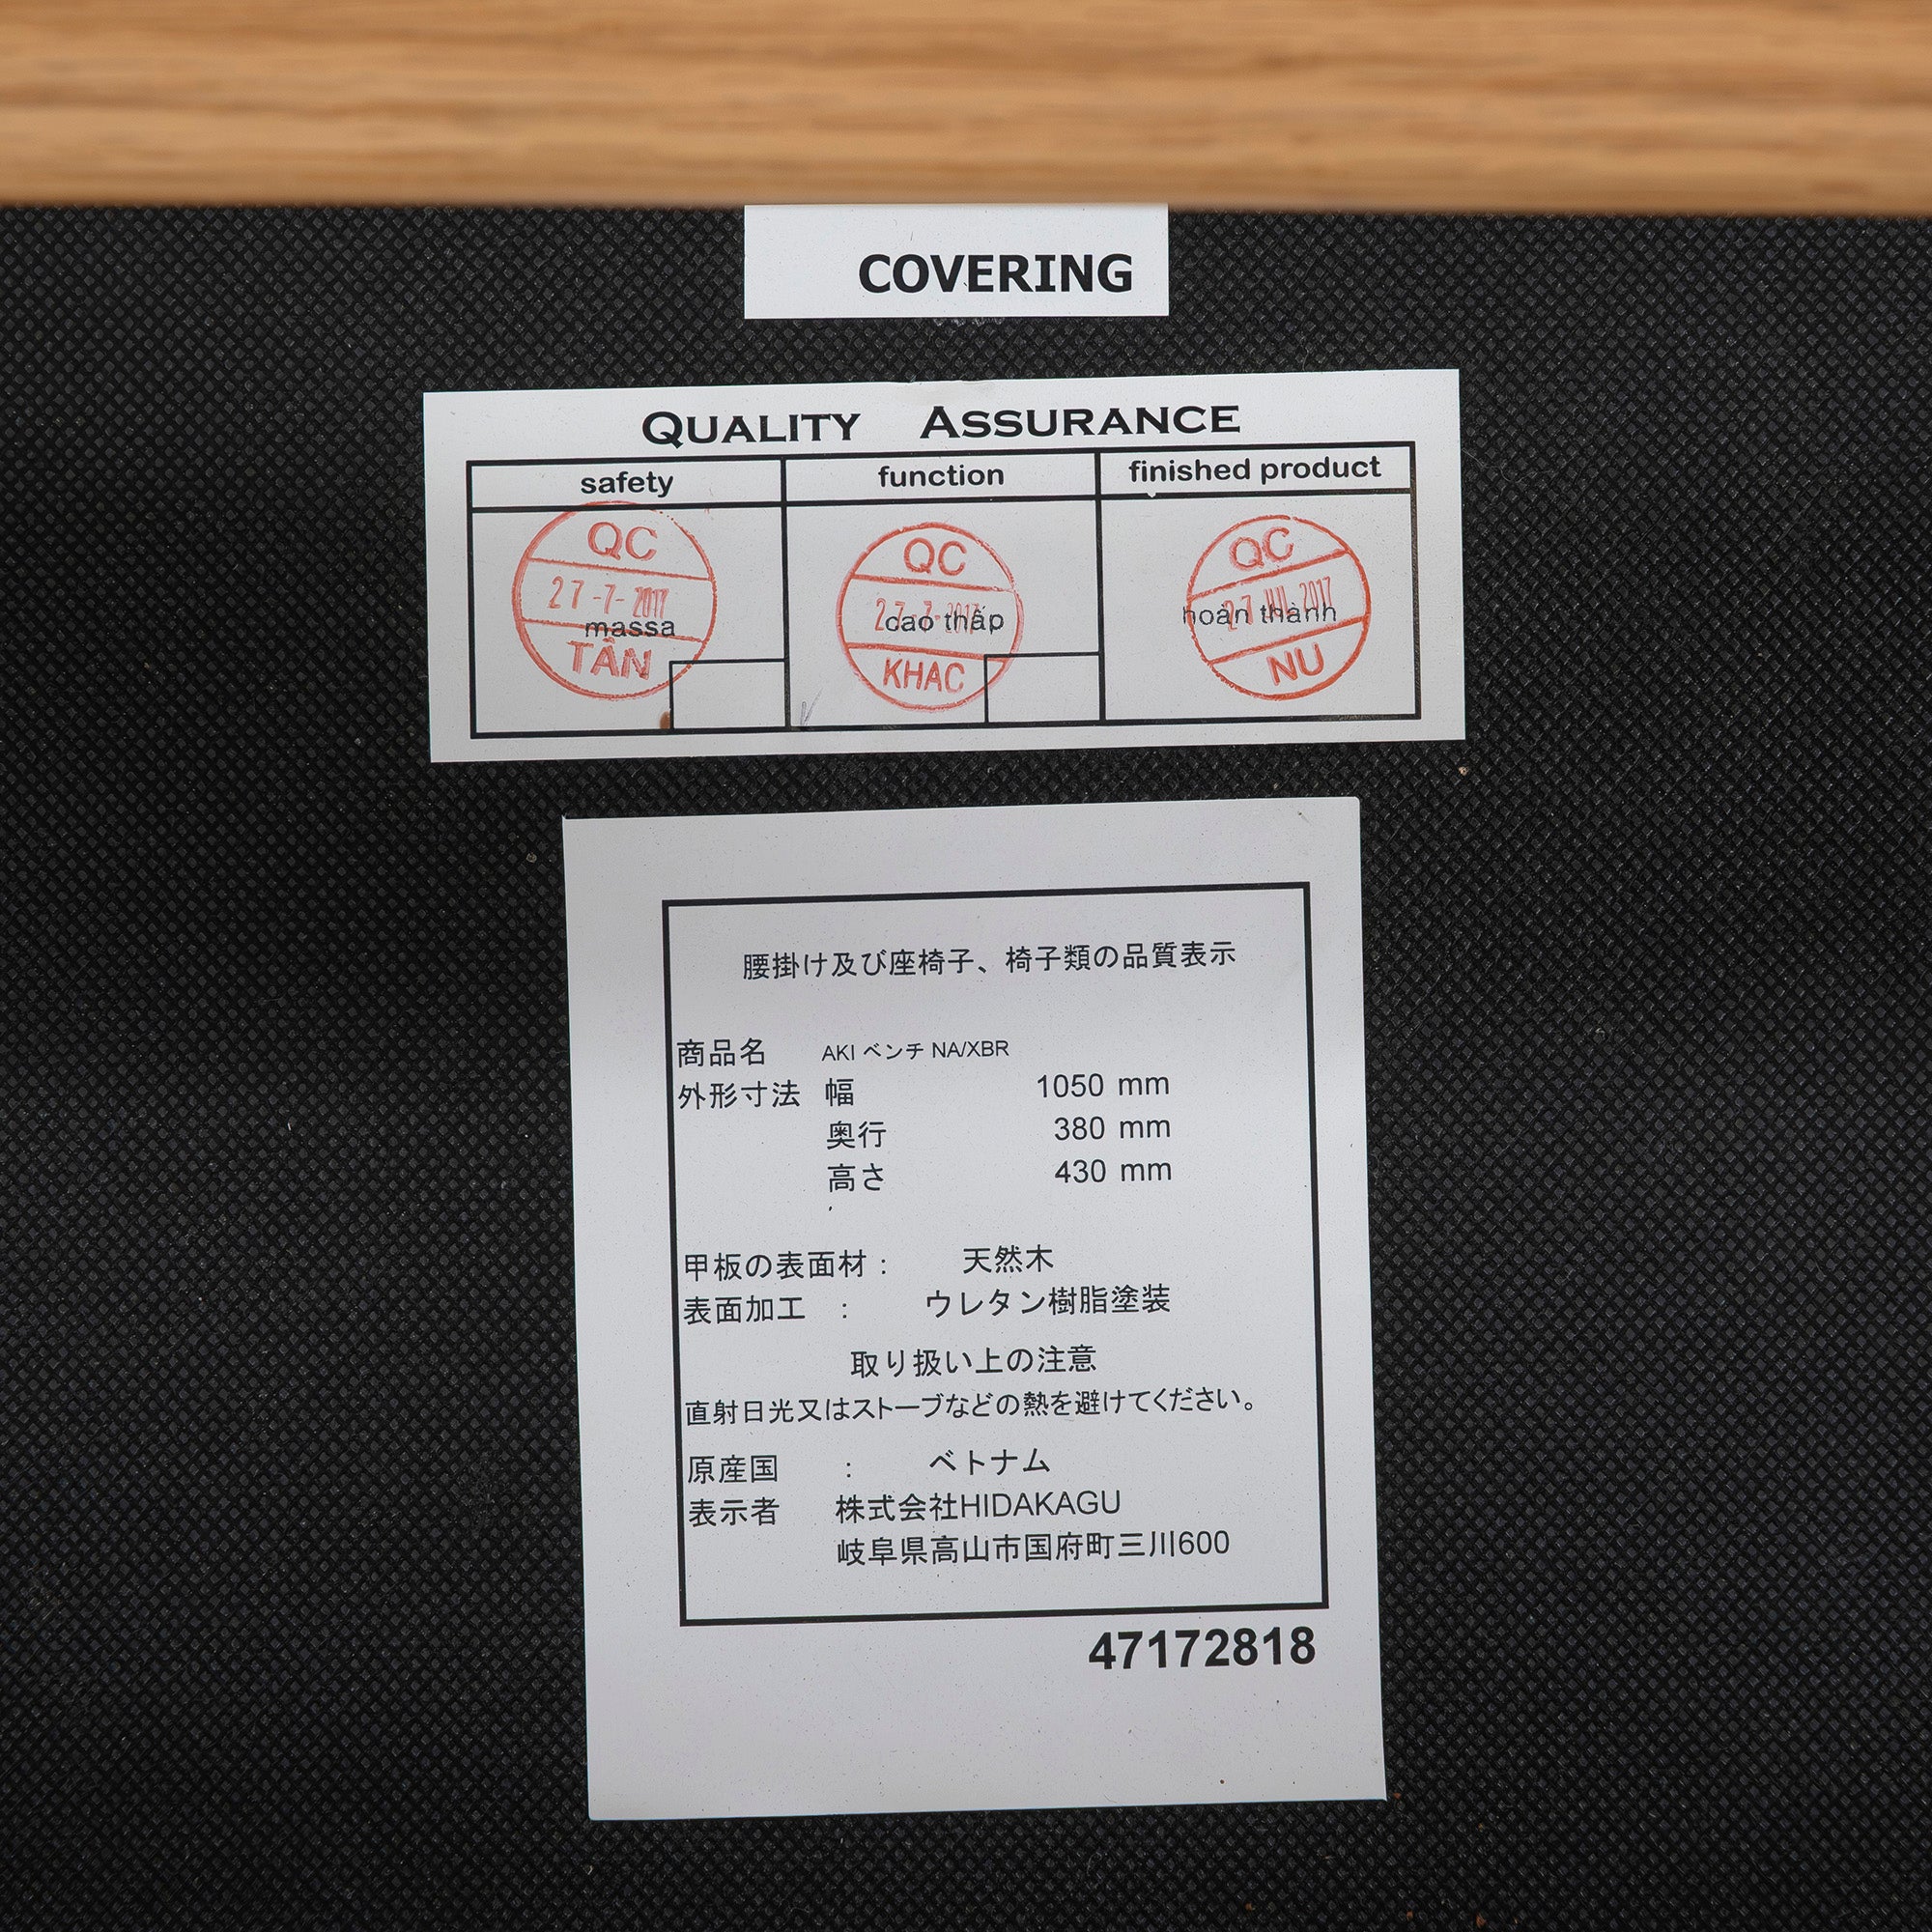 COVERING
QUALITY ASSURANCE
safety function finished product
QC QC QC
27-7-2017 27-7-2017 27 JUL 2017
massa cao thấp hoàn thành
TÂN KHAC NU
腰掛け及び座椅子、椅子類の品質表示
商品名 AKI ベンチ NA/XBR
外形寸法 幅 1050 mm
奥行 380 mm
高さ 430 mm
甲板の表面材： 天然木
表面加工 ： ウレタン樹脂塗装
取り扱い上の注意
直射日光又はストーブなどの熱を避けてください。
原産国 ： ベトナム
表示者 株式会社HIDAKAGU
岐阜県高山市国府町三川600
47172818